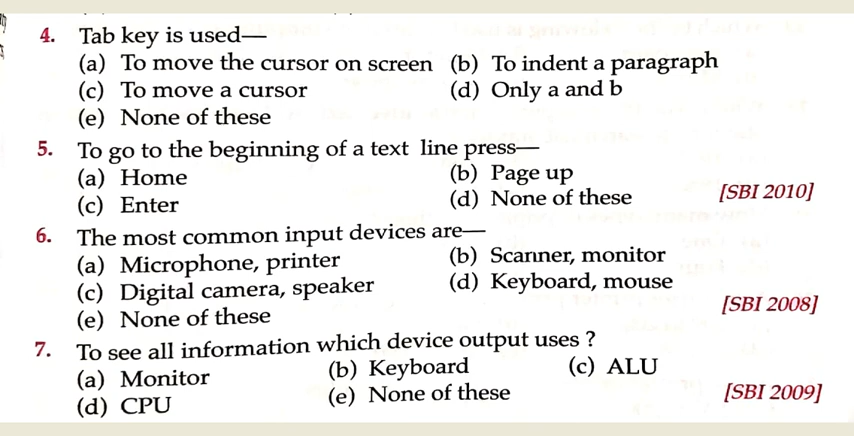 4. Tab key is used—
(a) To move the cursor on screen (b) To indent a paragraph
(c) To move a cursor (d) Only a and b
(e) None of these
5. To go to the beginning of a text line press—
(a) Home (b) Page up
(c) Enter (d) None of these [SBI 2010]
6. The most common input devices are—
(a) Microphone, printer (b) Scanner, monitor
(c) Digital camera, speaker (d) Keyboard, mouse
(e) None of these [SBI 2008]
7. To see all information which device output uses ?
(a) Monitor (b) Keyboard (c) ALU
(d) CPU (e) None of these [SBI 2009]